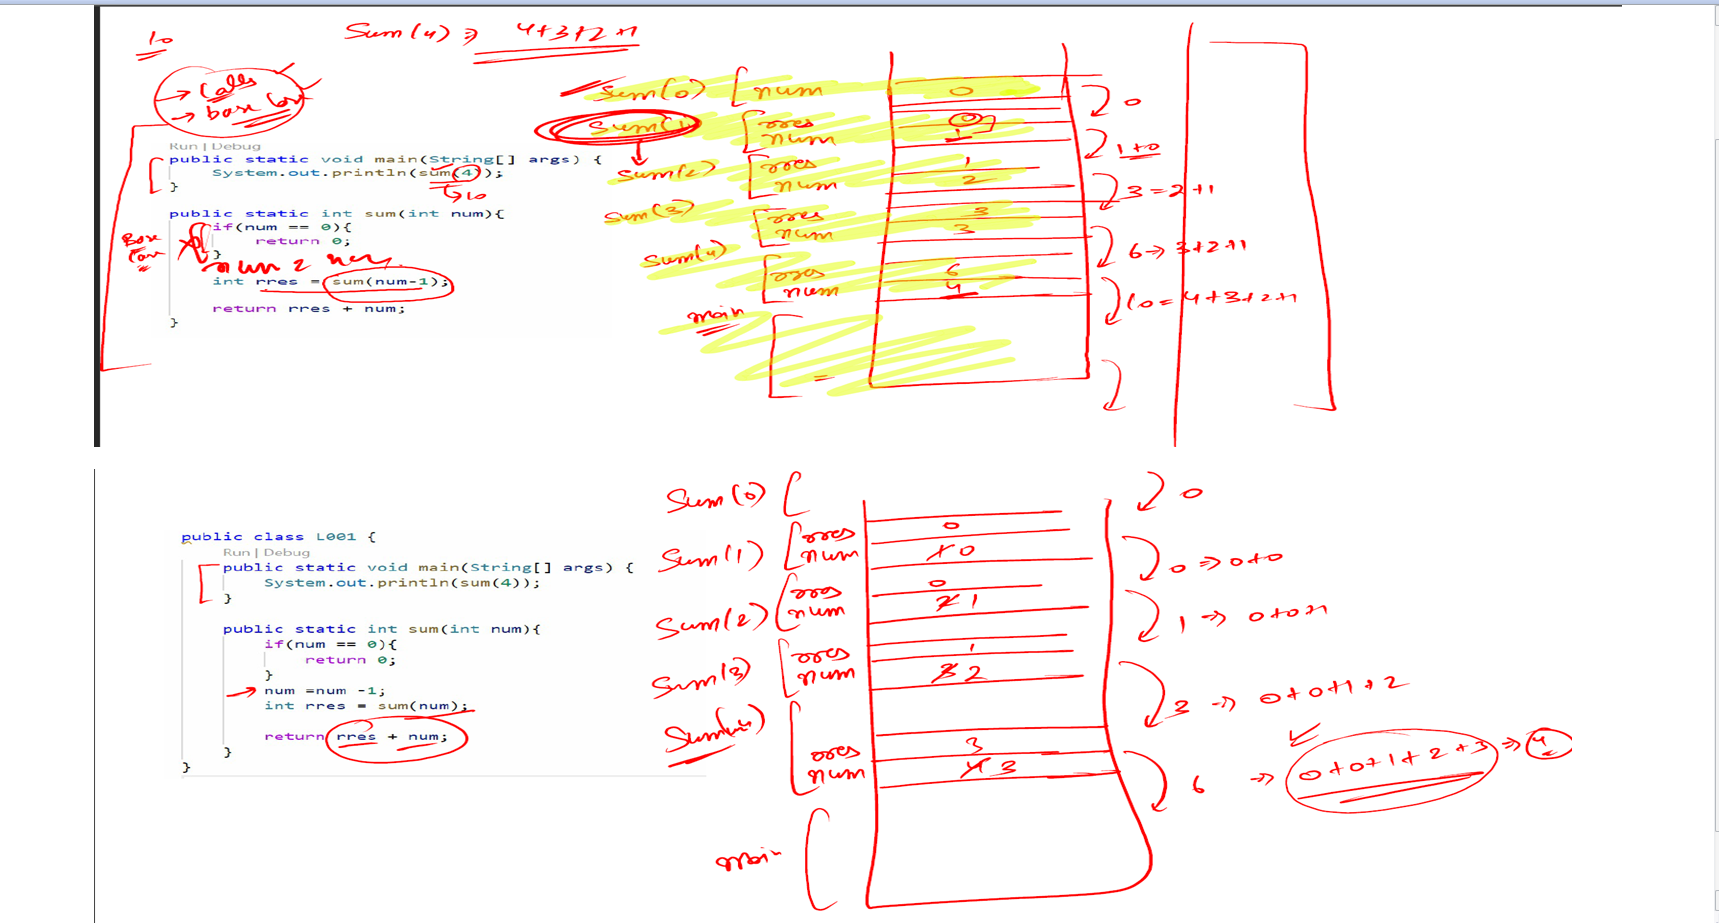 10
Sum(4) => 4+3+2+1
→ Calls
→ base Case
Run | Debug
public static void main(String[] args) {
System.out.println(sum(4));
↳ 10
}
public static int sum(int num){
Base Case
if(num == 0){
return 0;
}
int rres = sum(num-1);
return rres + num;
}
Sum(0) [ num 0
0
Sum(1) [ rres 0
num 1
1+0
Sum(2) [ rres 1
num 2
3 = 2+1
Sum(3) [ rres 3
num 3
6 => 3+2+1
Sum(4) [ rres 6
num 4
10 = 4+3+2+1
main
public class L001 {
Run | Debug
public static void main(String[] args) {
System.out.println(sum(4));
}
public static int sum(int num){
if(num == 0){
return 0;
}
num =num -1;
int rres = sum(num);
return rres + num;
}
}
Sum(0) [
0
Sum(1) [ rres 0
num 1 0
0 => 0+0
Sum(2) [ rres 0
num 2 1
1 => 0+0+1
Sum(3) [ rres 1
num 3 2
3 => 0+0+1+2
Sum(4) [ rres 3
num 4 3
6 => 0+0+1+2+3 => 4
main